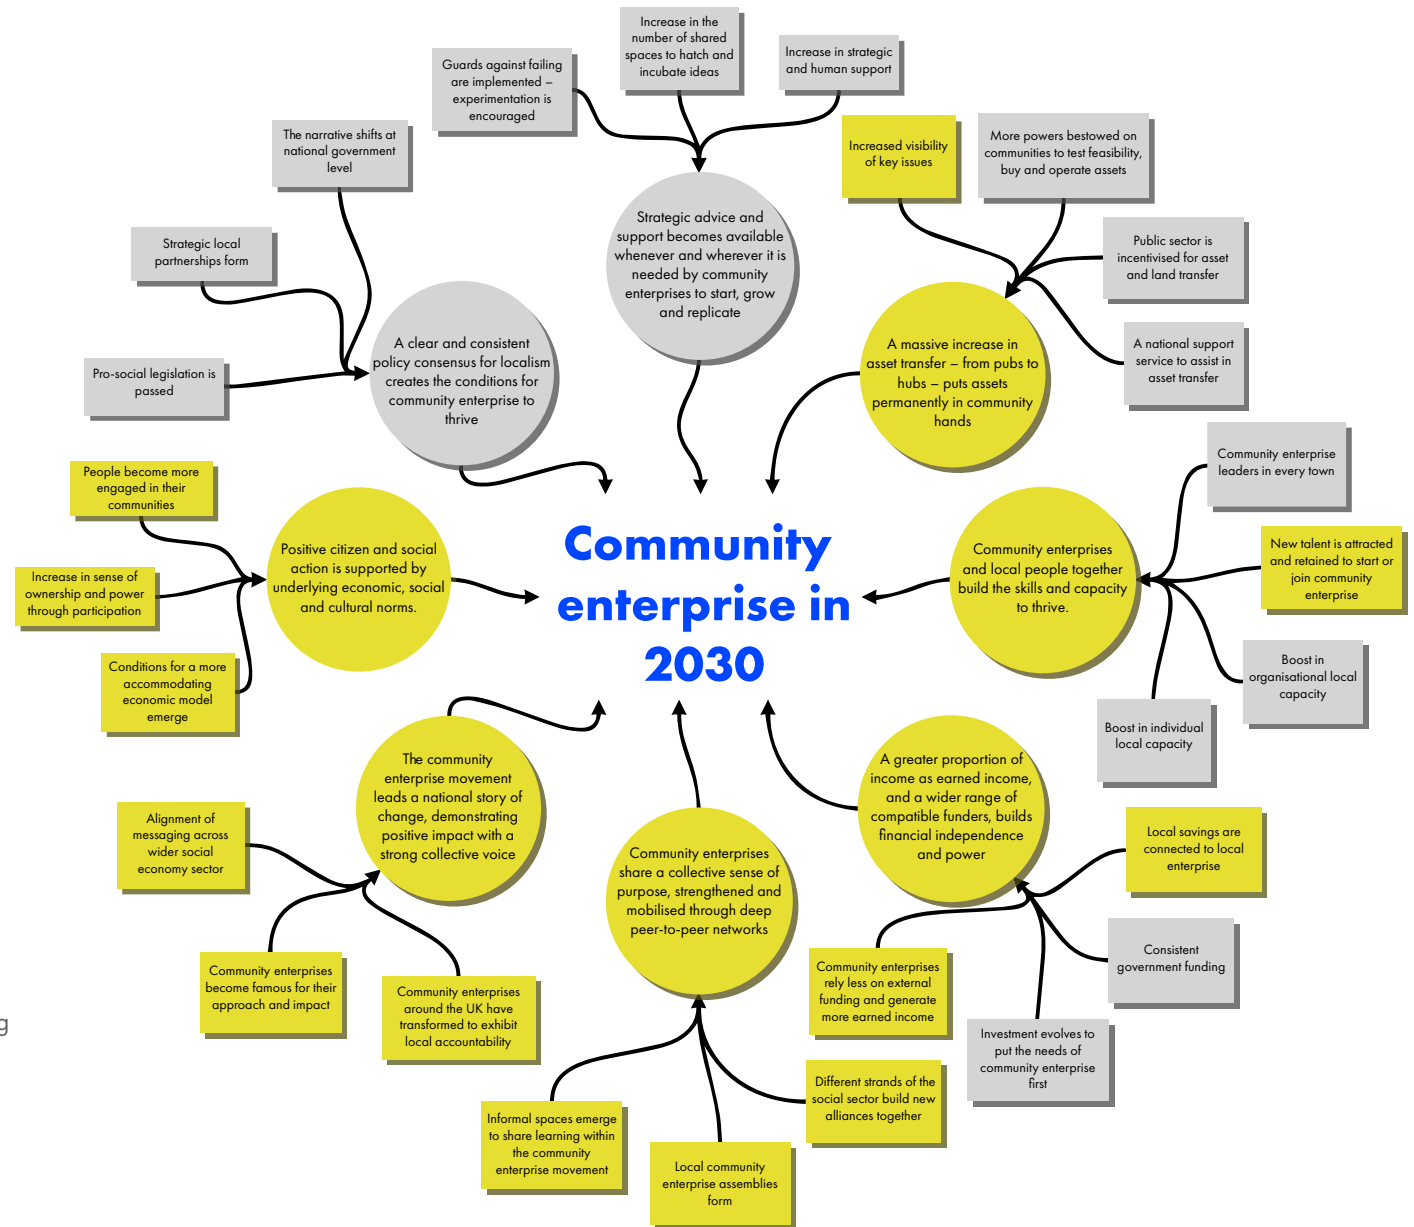 Increase in the
number of shared
spaces to hatch and
incubate ideas
Increase in strategic
and human support
Guards against failing
are implemented –
experimentation is
encouraged
The narrative shifts at
national government
level
Increased visibility
of key issues
More powers bestowed on
communities to test feasibility,
buy and operate assets
Strategic local
partnerships form
Strategic advice and
support becomes available
whenever and wherever it is
needed by community
enterprises to start, grow
and replicate
Public sector is
incentivised for asset
and land transfer
Pro-social legislation is
passed
A clear and consistent
policy consensus for localism
creates the conditions for
community enterprise to
thrive
A massive increase in
asset transfer – from pubs to
hubs – puts assets
permanently in community
hands
A national support
service to assist in
asset transfer
Community enterprise
leaders in every town
People become more
engaged in their
communities
Positive citizen and social
action is supported by
underlying economic, social
and cultural norms.
Community
enterprise in
2030
Community enterprises
and local people together
build the skills and capacity
to thrive.
New talent is attracted
and retained to start or
join community
enterprise
Increase in sense of
ownership and power
through participation
Conditions for a more
accommodating
economic model
emerge
Boost in
organisational local
capacity
Boost in individual
local capacity
The community
enterprise movement
leads a national story of
change, demonstrating
positive impact with a
strong collective voice
A greater proportion of
income as earned income,
and a wider range of
compatible funders, builds
financial independence
and power
Alignment of
messaging across
wider social
economy sector
Community enterprises
share a collective sense of
purpose, strengthened and
mobilised through deep
peer-to-peer networks
Local savings are
connected to local
enterprise
Community enterprises
become famous for their
approach and impact
Community enterprises
around the UK have
transformed to exhibit
local accountability
Community enterprises
rely less on external
funding and generate
more earned income
Consistent
government funding
g
Investment evolves to
put the needs of
community enterprise
first
Different strands of the
social sector build new
alliances together
Informal spaces emerge
to share learning within
the community
enterprise movement
Local community
enterprise assemblies
form